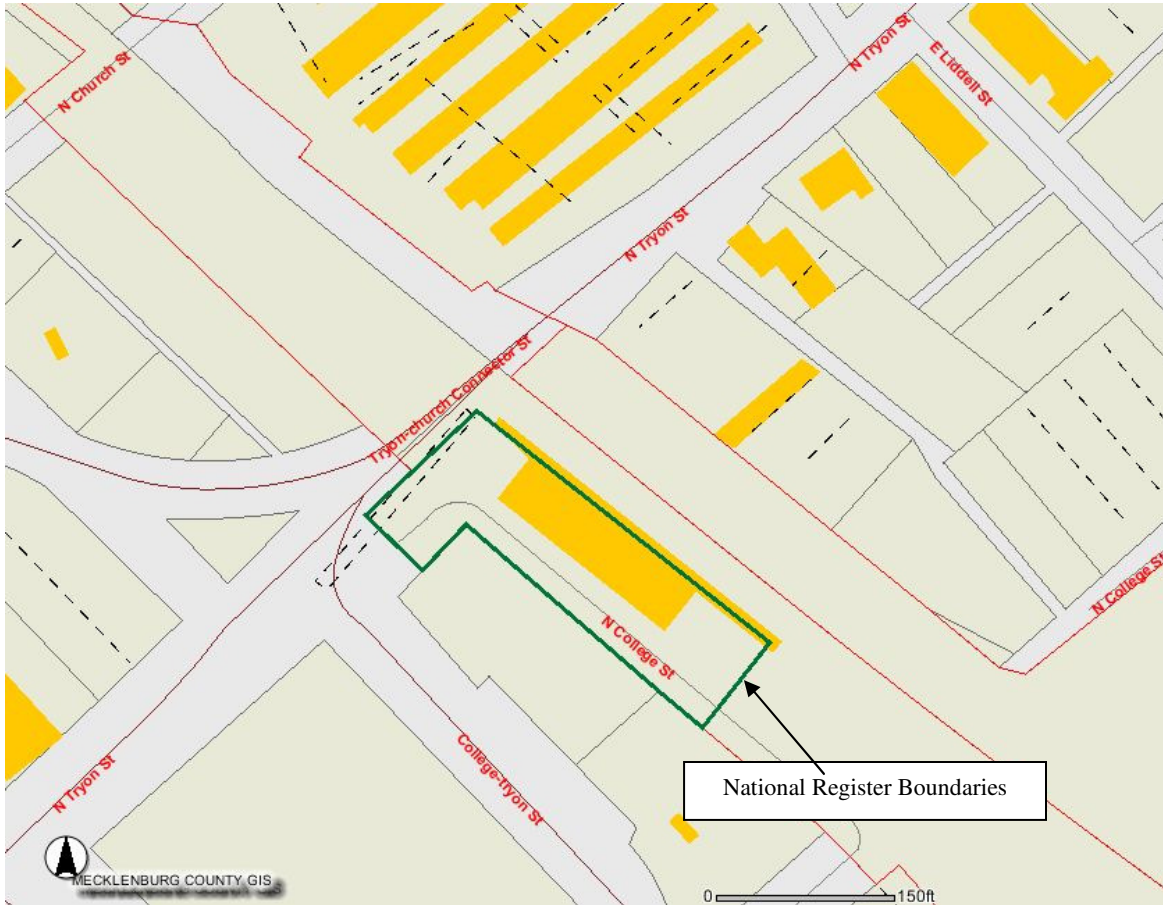 N Church St
N Tryon St
E Liddell St
N Tryon St
Tryon-church Connector St
N College St
N College St
College-tryon St
N Tryon St
National Register Boundaries
MECKLENBURG COUNTY GIS
0 150ft